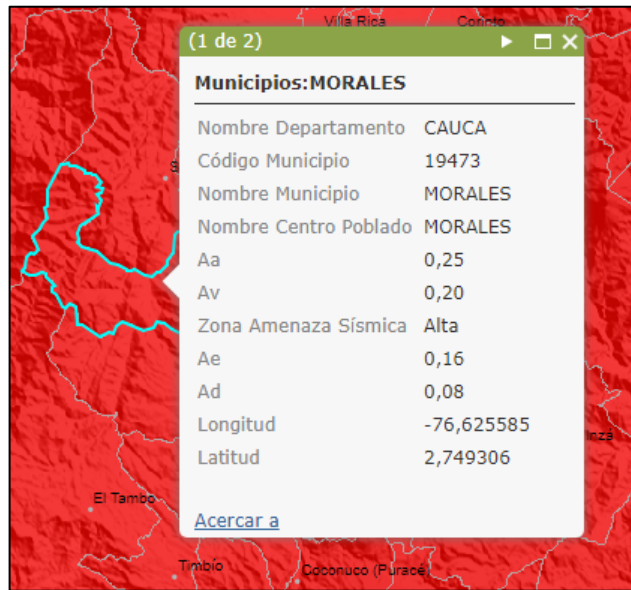 Villa Rica
Corinto
(1 de 2)
Municipios:MORALES
Nombre Departamento CAUCA
Código Municipio 19473
Nombre Municipio MORALES
Nombre Centro Poblado MORALES
Aa 0,25
Av 0,20
Zona Amenaza Sísmica Alta
Ae 0,16
Ad 0,08
Longitud -76,625585
Latitud 2,749306
Inzá
El Tambo
Acercar a
Timbío
Coconuco (Puracé)